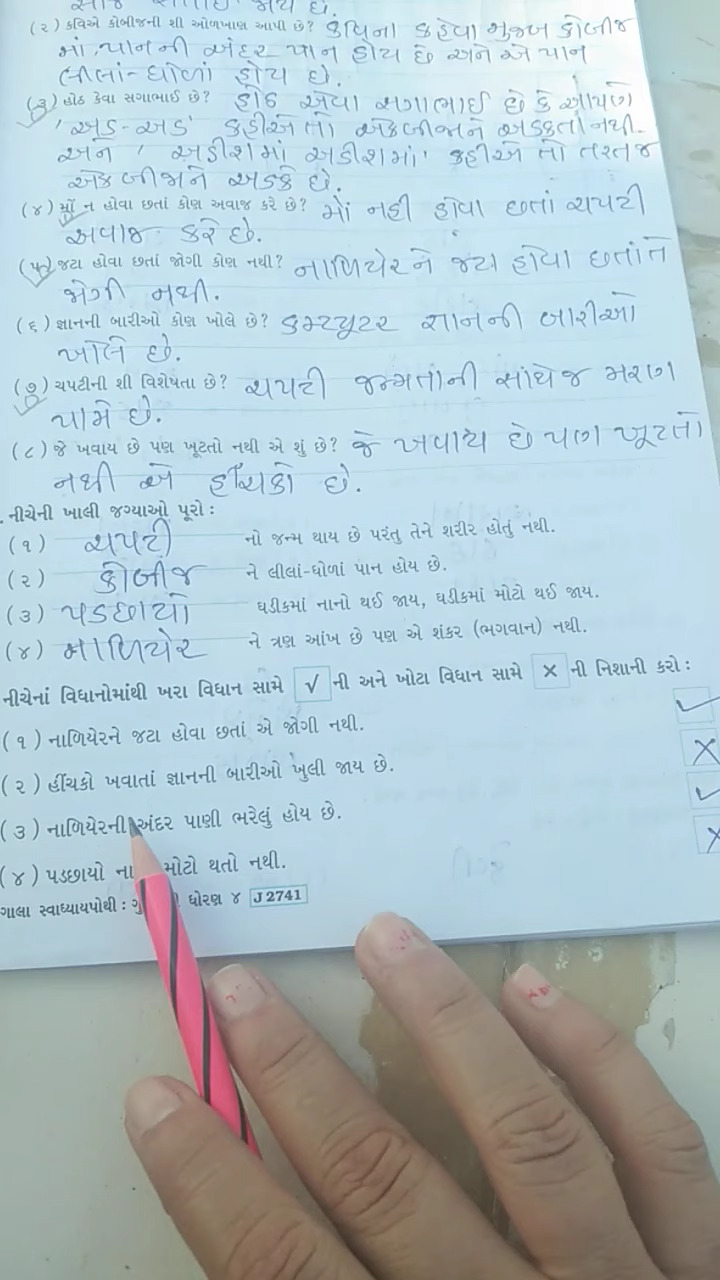 (૨) કવિએ કોબીજની શી ઓળખાણ આપી છે? કવિના કહેવા મુજબ કોબીજ
માં પાનની અંદર પાન હોય છે અને એ પાન
લીલાં-ધોળાં હોય છે.
(૩) હોઠ કેવા સગાભાઈ છે? હોઠ એવા સગાભાઈ છે કે આપણે
'અડ-અડ' કહીએ તો એકબીજાને અડકતા નથી.
અને 'અડીશમાં અડીશમાં' કહીએ તો તરત જ
એકબીજાને અડકે છે.
(૪) મોં ન હોવા છતાં કોણ અવાજ કરે છે? મોં નહી હોવા છતાં ચપટી
અવાજ કરે છે.
(૫) જટા હોવા છતાં જોગી કોણ નથી? નાળિયેરને જટા હોવા છતાં તે
જોગી નથી.
(૬) જ્ઞાનની બારીઓ કોણ ખોલે છે? કમ્પ્યૂટર જ્ઞાનની બારીઓ
ખોલે છે.
(૭) ચપટીની શી વિશેષતા છે? ચપટી જન્મતાની સાથેજ મરણ
પામે છે.
(૮) જે ખવાય છે પણ ખૂટતો નથી એ શું છે? જે ખવાય છે પણ ખૂટતો
નથી એ હીંચકો છે.
. નીચેની ખાલી જગ્યાઓ પૂરો :
(૧) ચપટી નો જન્મ થાય છે પરંતુ તેને શરીર હોતું નથી.
(૨) કોબીજ ને લીલાં-ધોળાં પાન હોય છે.
(૩) પડછાયો ઘડીકમાં નાનો થઈ જાય, ઘડીકમાં મોટો થઈ જાય.
(૪) નાળિયેર ને ત્રણ આંખ છે પણ એ શંકર (ભગવાન) નથી.
નીચેનાં વિધાનોમાંથી ખરા વિધાન સામે √ ની અને ખોટા વિધાન સામે × ની નિશાની કરો :
(૧) નાળિયેરને જટા હોવા છતાં એ જોગી નથી. ✓
(૨) હીંચકો ખવાતાં જ્ઞાનની બારીઓ ખુલી જાય છે. ×
(૩) નાળિયેરની અંદર પાણી ભરેલું હોય છે. ✓
(૪) પડછાયો મોટો થતો નથી. ×
ગાલા સ્વાધ્યાયપોથી : ધોરણ ૪ J 2741